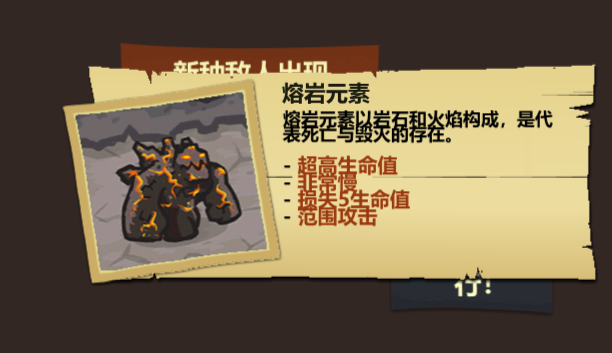 新种敌人出现
熔岩元素
熔岩元素以岩石和火焰构成，是代
表死亡与毁灭的存在。
- 超高生命值
- 非常慢
- 损失5生命值
- 范围攻击
行！